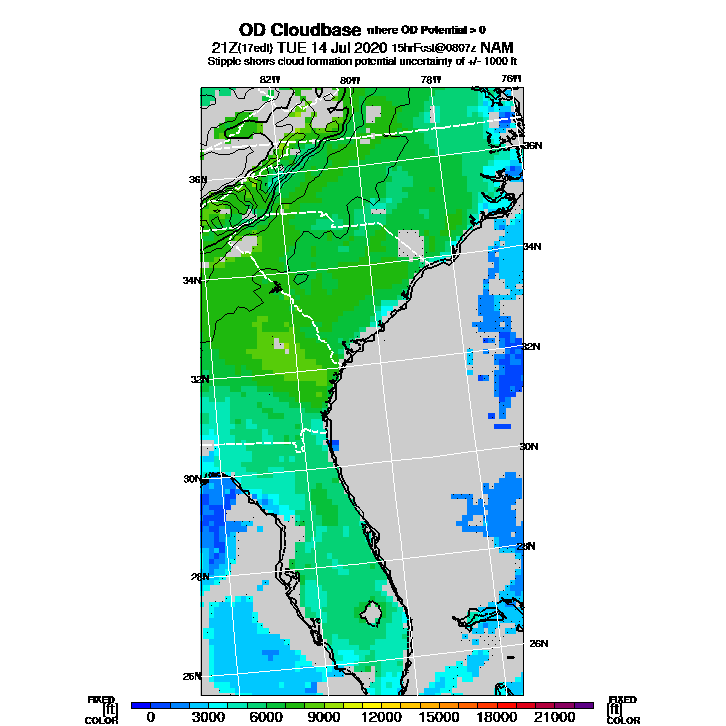 OD Cloudbase where OD Potential > 0
21Z(17edt) TUE 14 Jul 2020 15hrFcst@0807z NAM
Stipple shows cloud formation potential uncertainty of +/- 1000 ft
82W 80W 78W 76W
36N
36N
34N
34N
32N
32N
30N
30N
28N
28N
26N
26N
FIXED FIXED
[ft] [ft]
COLOR COLOR
0 3000 6000 9000 12000 15000 18000 21000